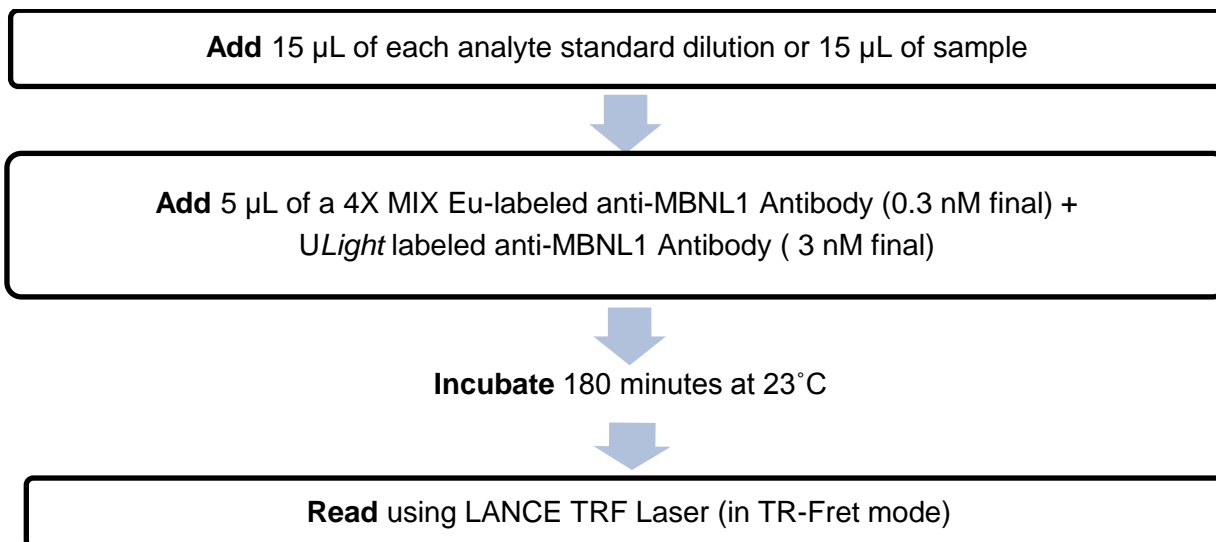 Add 15 µL of each analyte standard dilution or 15 µL of sample
Add 5 µL of a 4X MIX Eu-labeled anti-MBNL1 Antibody (0.3 nM final) +
ULight labeled anti-MBNL1 Antibody ( 3 nM final)
Incubate 180 minutes at 23˚C
Read using LANCE TRF Laser (in TR-Fret mode)